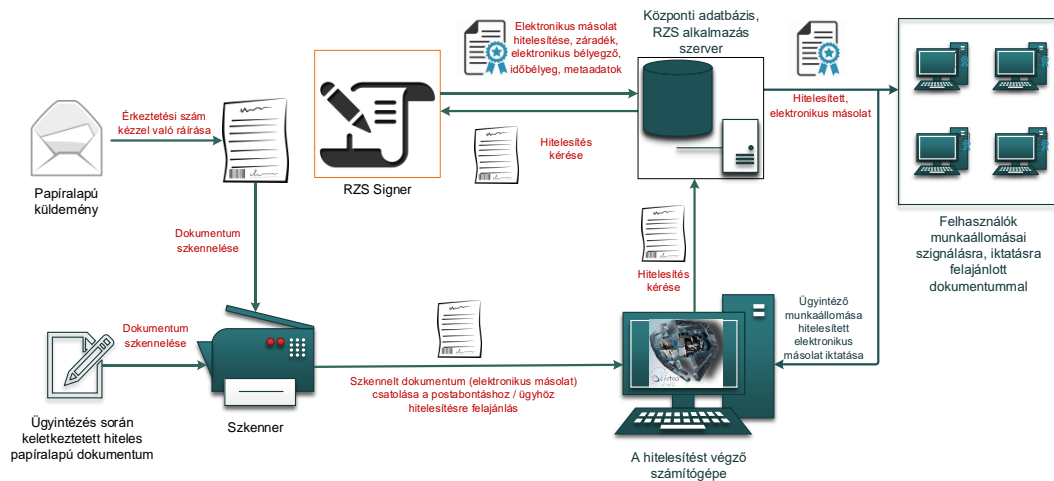 Elektronikus másolat
hitelesítése, záradék,
elektronikus bélyegző,
időbélyeg, metaadatok
Központi adatbázis,
RZS alkalmazás
szerver
Érkeztetési szám
kézzel való ráírása
Hitelesített,
elektronikus másolat
Hitelesítés
kérése
Papíralapú
küldemény
RZS Signer
Felhasználók
munkaállomásai
szignálásra, iktatásra
felajánlott
dokumentummal
Dokumentum
szkennelése
Hitelesítés
kérése
Ügyintéző
munkaállomása
hitelesített
elektronikus
másolat iktatása
Dokumentum
szkennelése
certop
Szkennelt dokumentum (elektronikus másolat)
csatolása a postabontáshoz / ügyhöz
hitelesítésre felajánlás
Ügyintézés során
keletkeztetett hiteles
papíralapú dokumentum
Szkenner
A hitelesítést végző
számítógépe